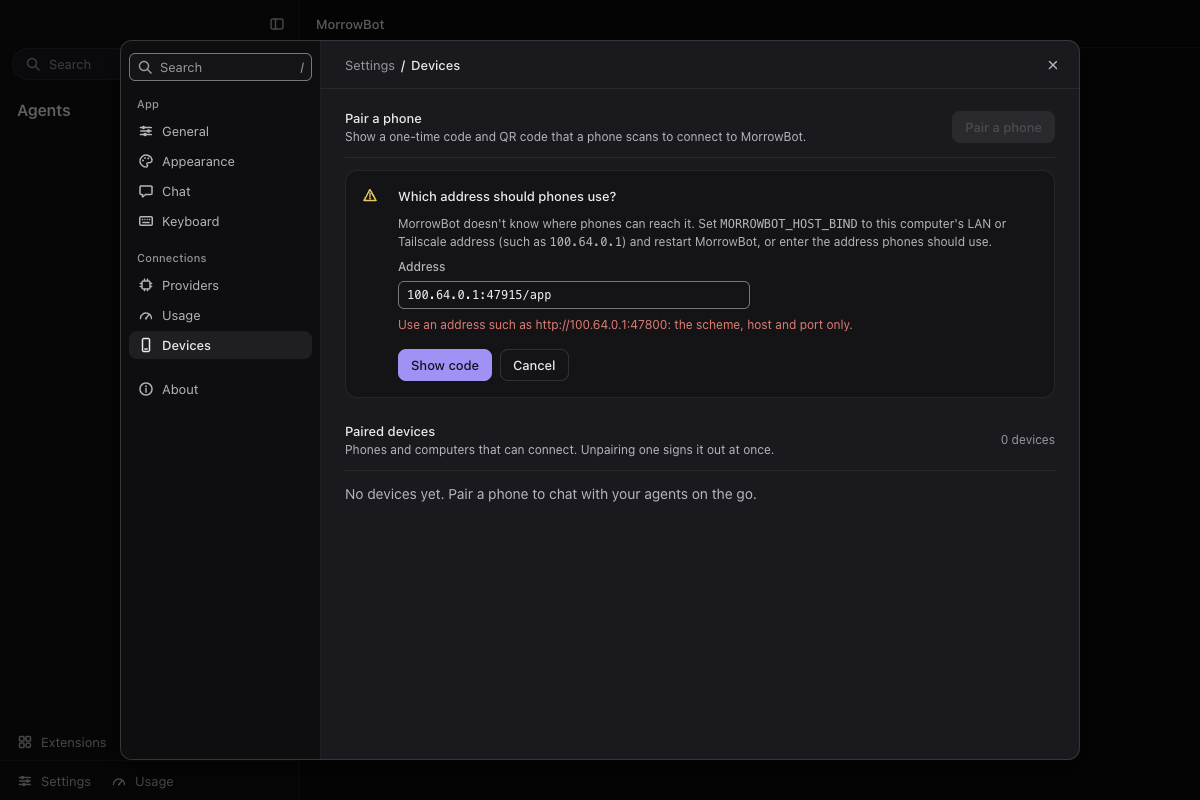 MorrowBot
Search
Agents
Extensions
Settings
Usage
Search /
App
General
Appearance
Chat
Keyboard
Connections
Providers
Usage
Devices
About
Settings / Devices
Pair a phone
Show a one-time code and QR code that a phone scans to connect to MorrowBot.
Pair a phone
Which address should phones use?
MorrowBot doesn't know where phones can reach it. Set MORROWBOT_HOST_BIND to this computer's LAN or
Tailscale address (such as 100.64.0.1) and restart MorrowBot, or enter the address phones should use.
Address
100.64.0.1:47915/app
Use an address such as http://100.64.0.1:47800: the scheme, host and port only.
Show code
Cancel
Paired devices
Phones and computers that can connect. Unpairing one signs it out at once.
0 devices
No devices yet. Pair a phone to chat with your agents on the go.